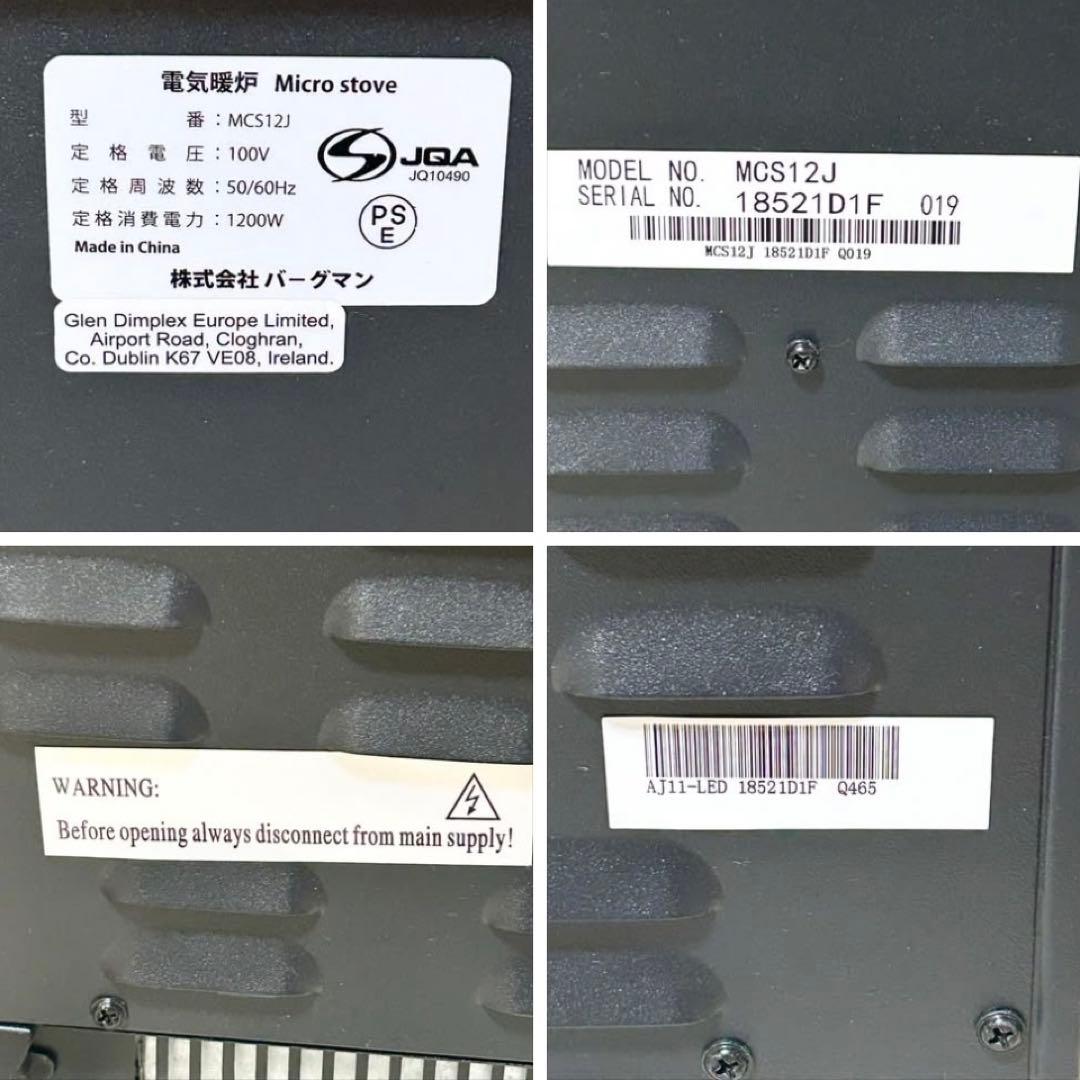 電気暖炉 Micro stove
型 番：MCS12J
定格電圧：100V
定格周波数：50/60Hz
定格消費電力：1200W
Made in China
JQA
JQ10490
PS
E
株式会社 バーグマン
Glen Dimplex Europe Limited,
Airport Road, Cloghran,
Co. Dublin K67 VE08, Ireland.
MODEL NO. MCS12J
SERIAL NO. 18521D1F 019
MCS12J 18521D1F Q019
WARNING:
Before opening always disconnect from main supply!
AJ11-LED 18521D1F Q465